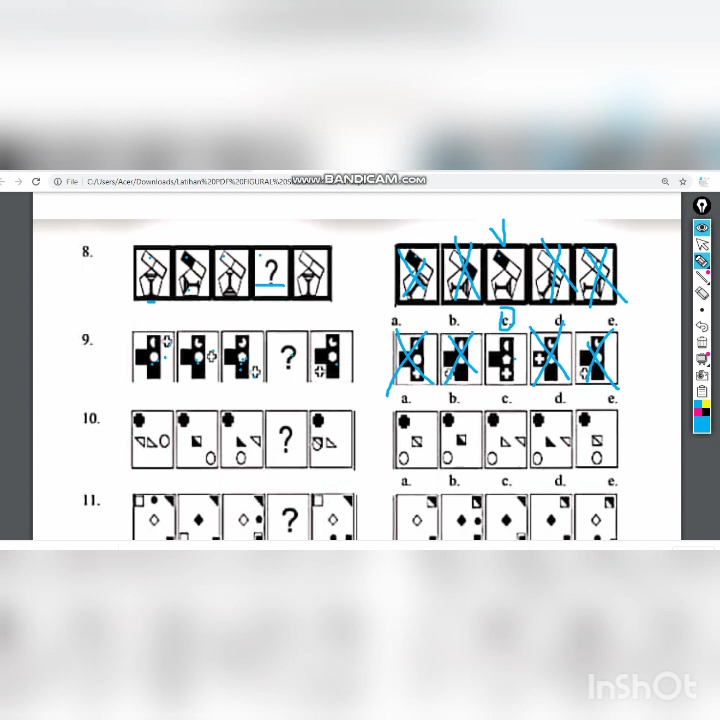 File | C:/Users/Acer/Downloads/Latihan%20PDF%20FIGURAL%20S
www.BANDICAM.com
8.
?
a. b. c. d. e.
9.
?
a. b. c. d. e.
10.
?
a. b. c. d. e.
11.
?
InShOt